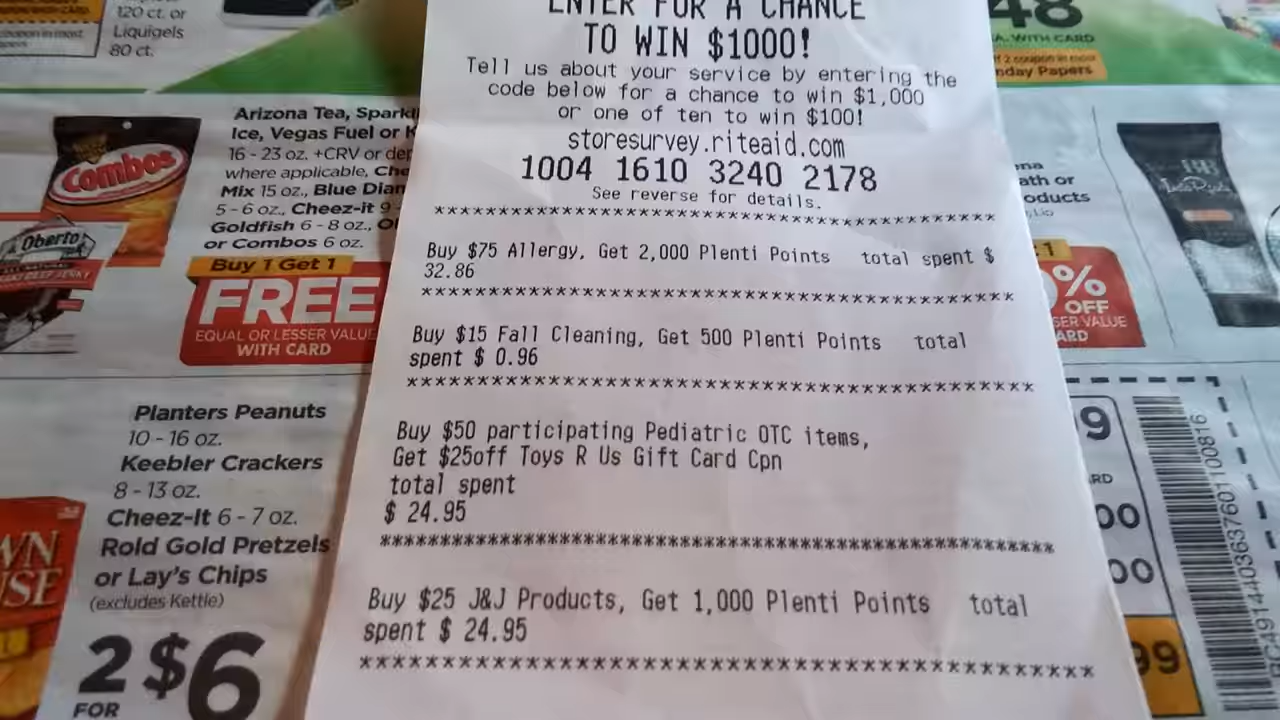 120 ct. or
Liquigels
80 ct.
48
WITH CARD
2 coupon in most
Papers
ENTER FOR A CHANCE
TO WIN $1000!
Tell us about your service by entering the
code below for a chance to win $1,000
or one of ten to win $100!
storesurvey.riteaid.com
1004 1610 3240 2178
See reverse for details.
****************************************
Buy $75 Allergy, Get 2,000 Plenti Points total spent $
32.86
****************************************
Buy $15 Fall Cleaning, Get 500 Plenti Points total
spent $ 0.96
****************************************
Buy $50 participating Pediatric OTC items,
Get $25off Toys R Us Gift Card Cpn
total spent
$ 24.95
****************************************
Buy $25 J&J Products, Get 1,000 Plenti Points total
spent $ 24.95
****************************************
Combos
Oberto
Arizona Tea,
Ice, Vegas Fuel or
16 - 23 oz. +CRV or
where applicable,
Mix 15 oz., Blue
5 - 6 oz., Cheez-it 9
Goldfish 6 - 8 oz.,
or Combos 6 oz.
Buy 1 Get 1
FREE
EQUAL OR LESSER VALUE
WITH CARD
Planters Peanuts
10 - 16 oz.
Keebler Crackers
8 - 13 oz.
Cheez-It 6 - 7 oz.
Rold Gold Pretzels
or Lay's Chips
(excludes Kettle)
2 $6
FOR
or
%
OFF
VALUE